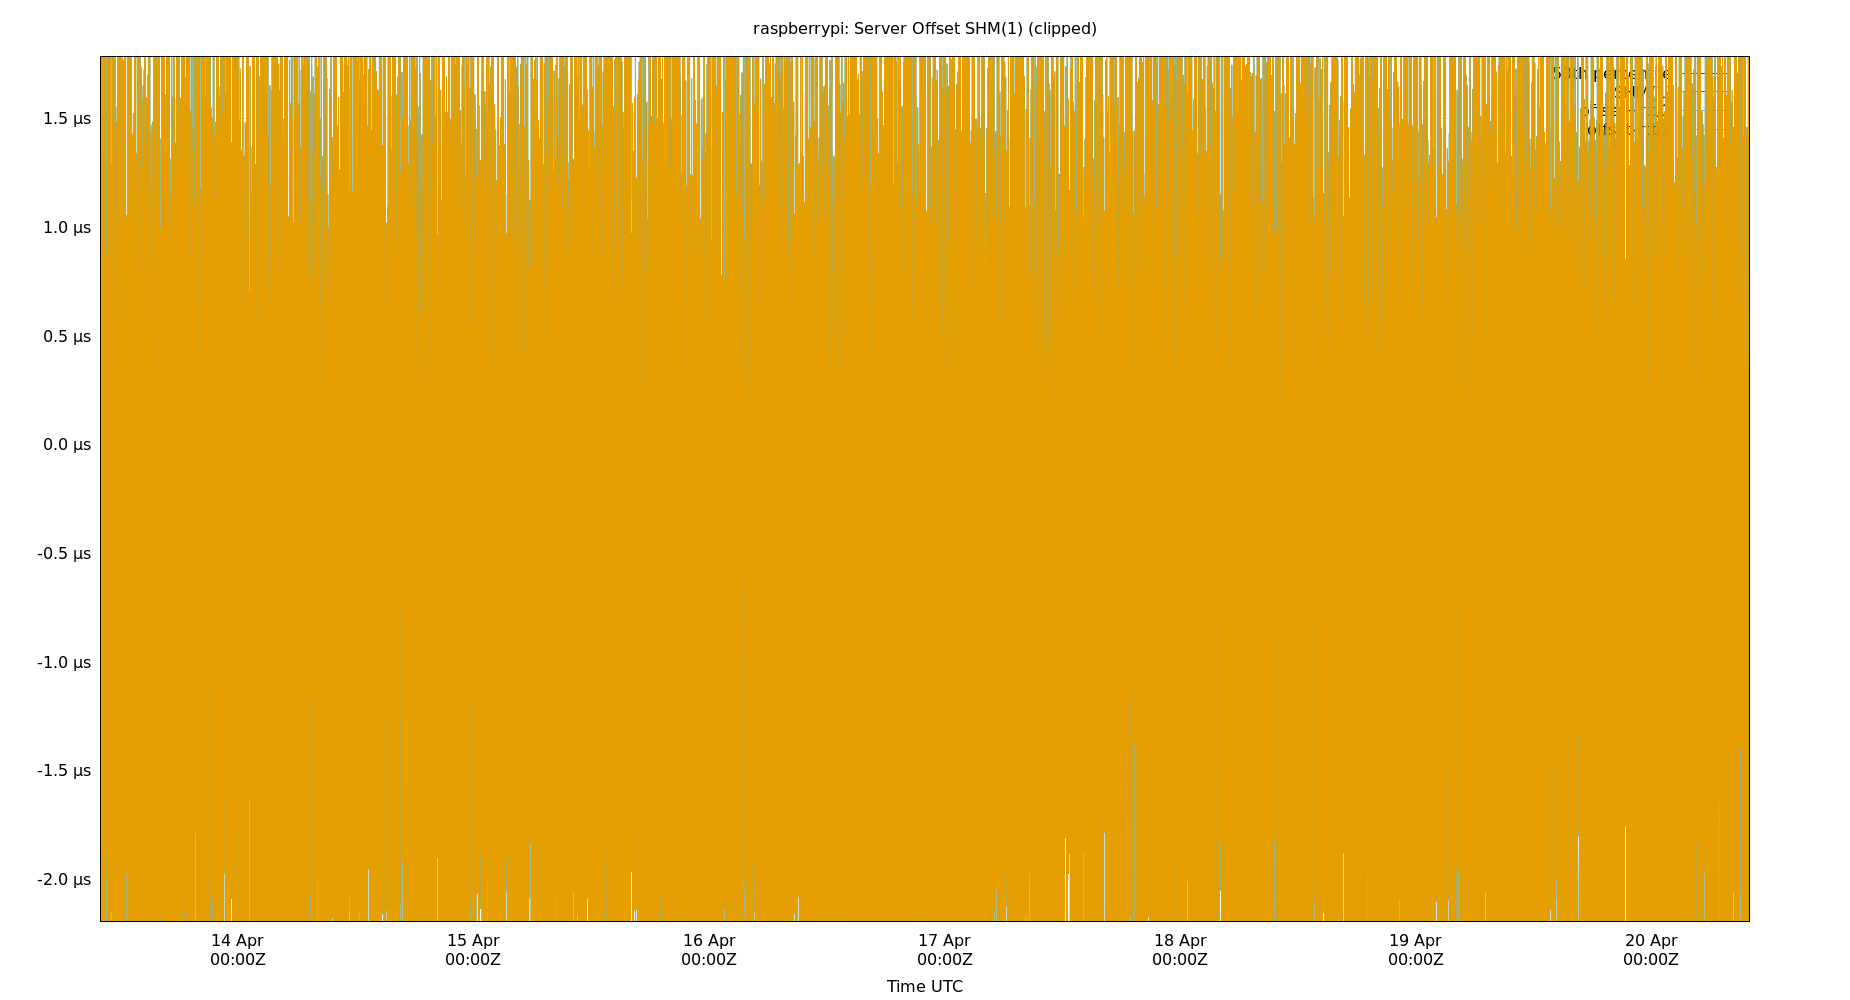 raspberrypi: Server Offset SHM(1) (clipped)
1.5 µs
1.0 µs
0.5 µs
0.0 µs
-0.5 µs
-1.0 µs
-1.5 µs
-2.0 µs
14 Apr
00:00Z
15 Apr
00:00Z
16 Apr
00:00Z
17 Apr
00:00Z
18 Apr
00:00Z
19 Apr
00:00Z
20 Apr
00:00Z
Time UTC